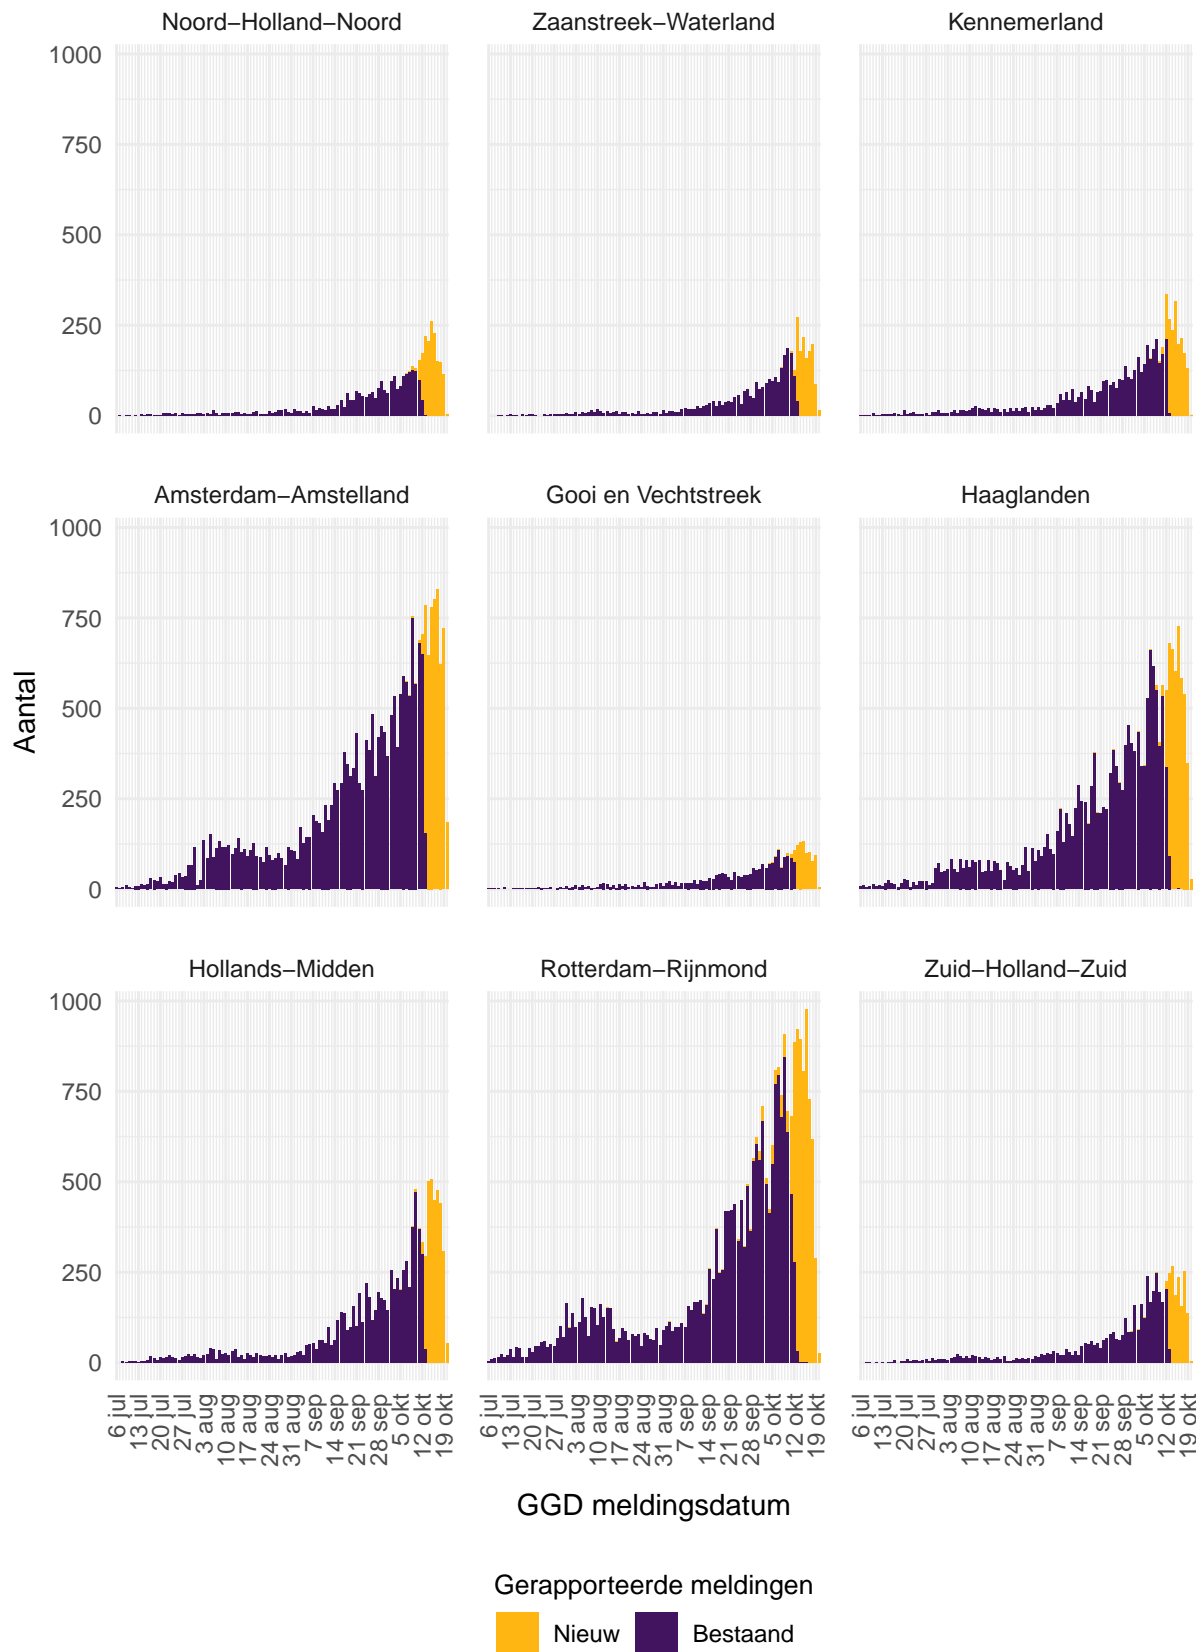 Noord−Holland−Noord Zaanstreek−Waterland Kennemerland
1000
750
500
250
0
Amsterdam−Amstelland Gooi en Vechtstreek Haaglanden
1000
750
500
250
0
Aantal
Hollands−Midden Rotterdam−Rijnmond Zuid−Holland−Zuid
1000
750
500
250
0
6 jul 13 jul 20 jul 27 jul 3 aug 10 aug 17 aug 24 aug 31 aug 7 sep 14 sep 21 sep 28 sep 5 okt 12 okt 19 okt
6 jul 13 jul 20 jul 27 jul 3 aug 10 aug 17 aug 24 aug 31 aug 7 sep 14 sep 21 sep 28 sep 5 okt 12 okt 19 okt
6 jul 13 jul 20 jul 27 jul 3 aug 10 aug 17 aug 24 aug 31 aug 7 sep 14 sep 21 sep 28 sep 5 okt 12 okt 19 okt
GGD meldingsdatum
Gerapporteerde meldingen
Nieuw Bestaand